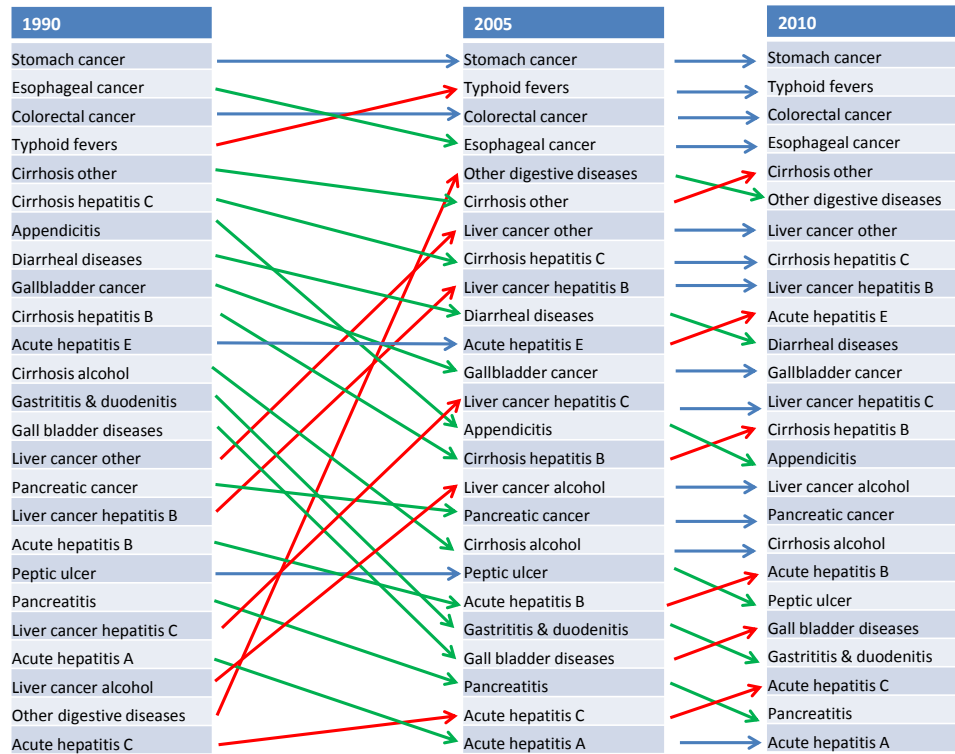 1990
Stomach cancer
Esophageal cancer
Colorectal cancer
Typhoid fevers
Cirrhosis other
Cirrhosis hepatitis C
Appendicitis
Diarrheal diseases
Gallbladder cancer
Cirrhosis hepatitis B
Acute hepatitis E
Cirrhosis alcohol
Gastrititis & duodenitis
Gall bladder diseases
Liver cancer other
Pancreatic cancer
Liver cancer hepatitis B
Acute hepatitis B
Peptic ulcer
Pancreatitis
Liver cancer hepatitis C
Acute hepatitis A
Liver cancer alcohol
Other digestive diseases
Acute hepatitis C
2005
Stomach cancer
Typhoid fevers
Colorectal cancer
Esophageal cancer
Other digestive diseases
Cirrhosis other
Liver cancer other
Cirrhosis hepatitis C
Liver cancer hepatitis B
Diarrheal diseases
Acute hepatitis E
Gallbladder cancer
Liver cancer hepatitis C
Appendicitis
Cirrhosis hepatitis B
Liver cancer alcohol
Pancreatic cancer
Cirrhosis alcohol
Peptic ulcer
Acute hepatitis B
Gastrititis & duodenitis
Gall bladder diseases
Pancreatitis
Acute hepatitis C
Acute hepatitis A
2010
Stomach cancer
Typhoid fevers
Colorectal cancer
Esophageal cancer
Cirrhosis other
Other digestive diseases
Liver cancer other
Cirrhosis hepatitis C
Liver cancer hepatitis B
Acute hepatitis E
Diarrheal diseases
Gallbladder cancer
Liver cancer hepatitis C
Cirrhosis hepatitis B
Appendicitis
Liver cancer alcohol
Pancreatic cancer
Cirrhosis alcohol
Acute hepatitis B
Peptic ulcer
Gall bladder diseases
Gastrititis & duodenitis
Acute hepatitis C
Pancreatitis
Acute hepatitis A